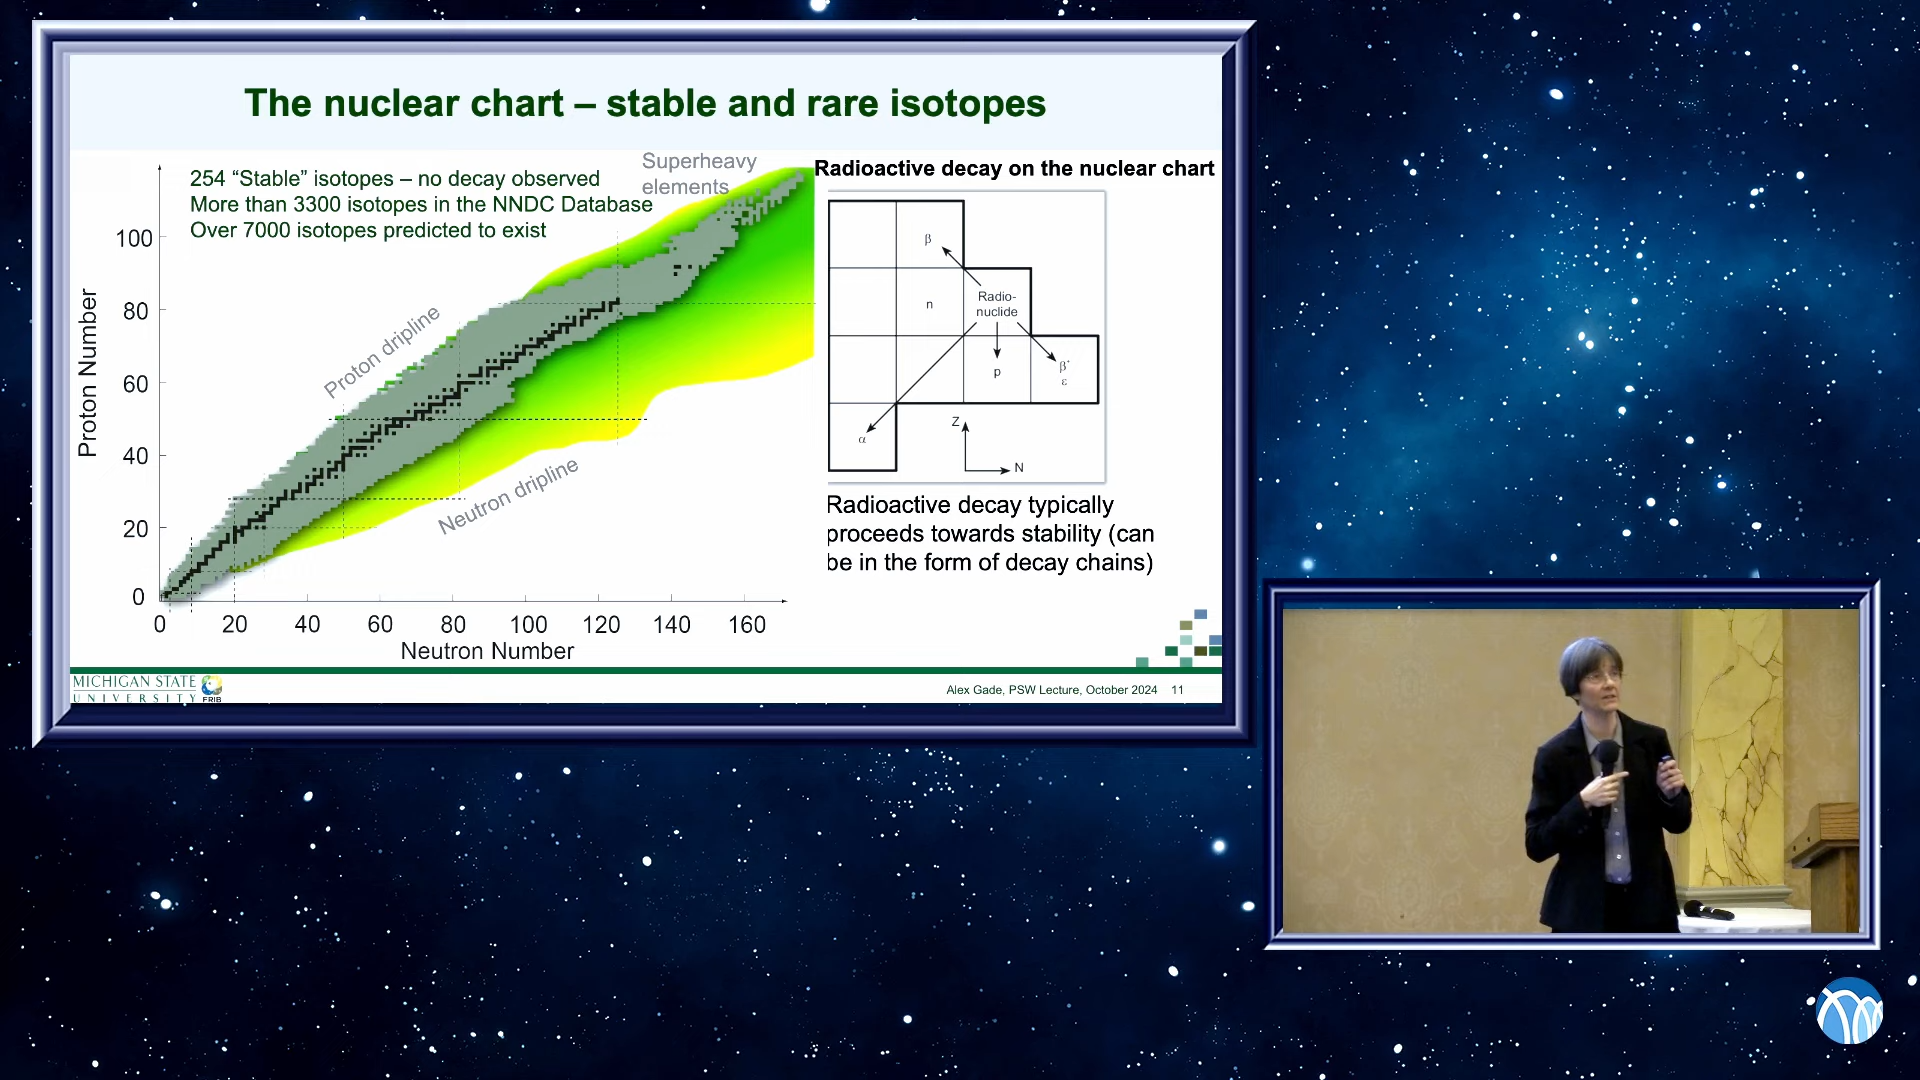 The nuclear chart – stable and rare isotopes
254 “Stable” isotopes – no decay observed
More than 3300 isotopes in the NNDC Database
Over 7000 isotopes predicted to exist
Superheavy
elements
Proton dripline
Neutron dripline
Proton Number
100
80
60
40
20
0
0 20 40 60 80 100 120 140 160
Neutron Number
Radioactive decay on the nuclear chart
β⁻
n
Radio-
nuclide
p
β⁺
ε
α
Z
N
Radioactive decay typically
proceeds towards stability (can
be in the form of decay chains)
MICHIGAN STATE
UNIVERSITY
FRIB
Alex Gade, PSW Lecture, October 2024 11